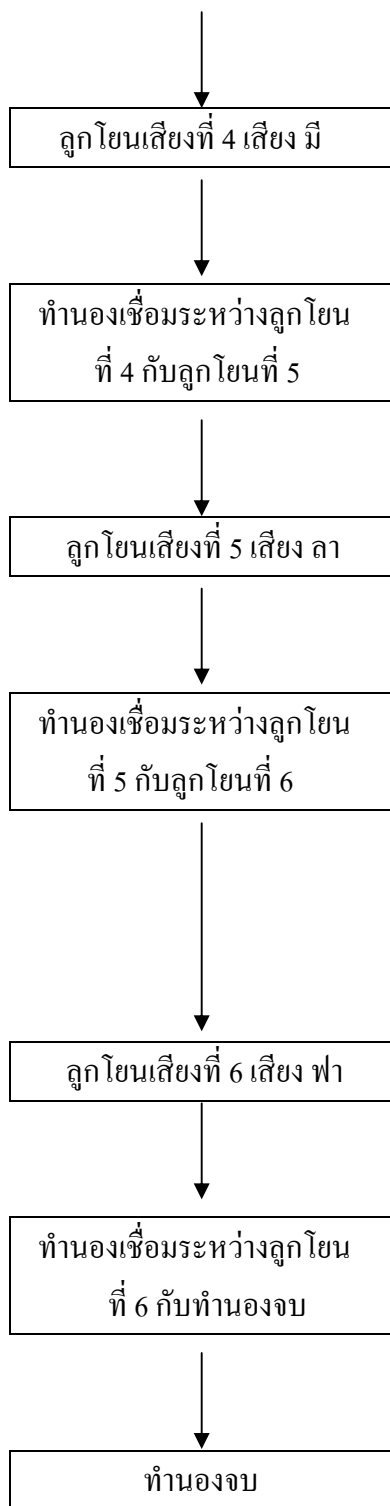 ลูกโยนเสียงที่ 4 เสียง มี
ทำนองเชื่อมระหว่างลูกโยน
ที่ 4 กับลูกโยนที่ 5
ลูกโยนเสียงที่ 5 เสียง ลา
ทำนองเชื่อมระหว่างลูกโยน
ที่ 5 กับลูกโยนที่ 6
ลูกโยนเสียงที่ 6 เสียง ฟา
ทำนองเชื่อมระหว่างลูกโยน
ที่ 6 กับทำนองจบ
ทำนองจบ